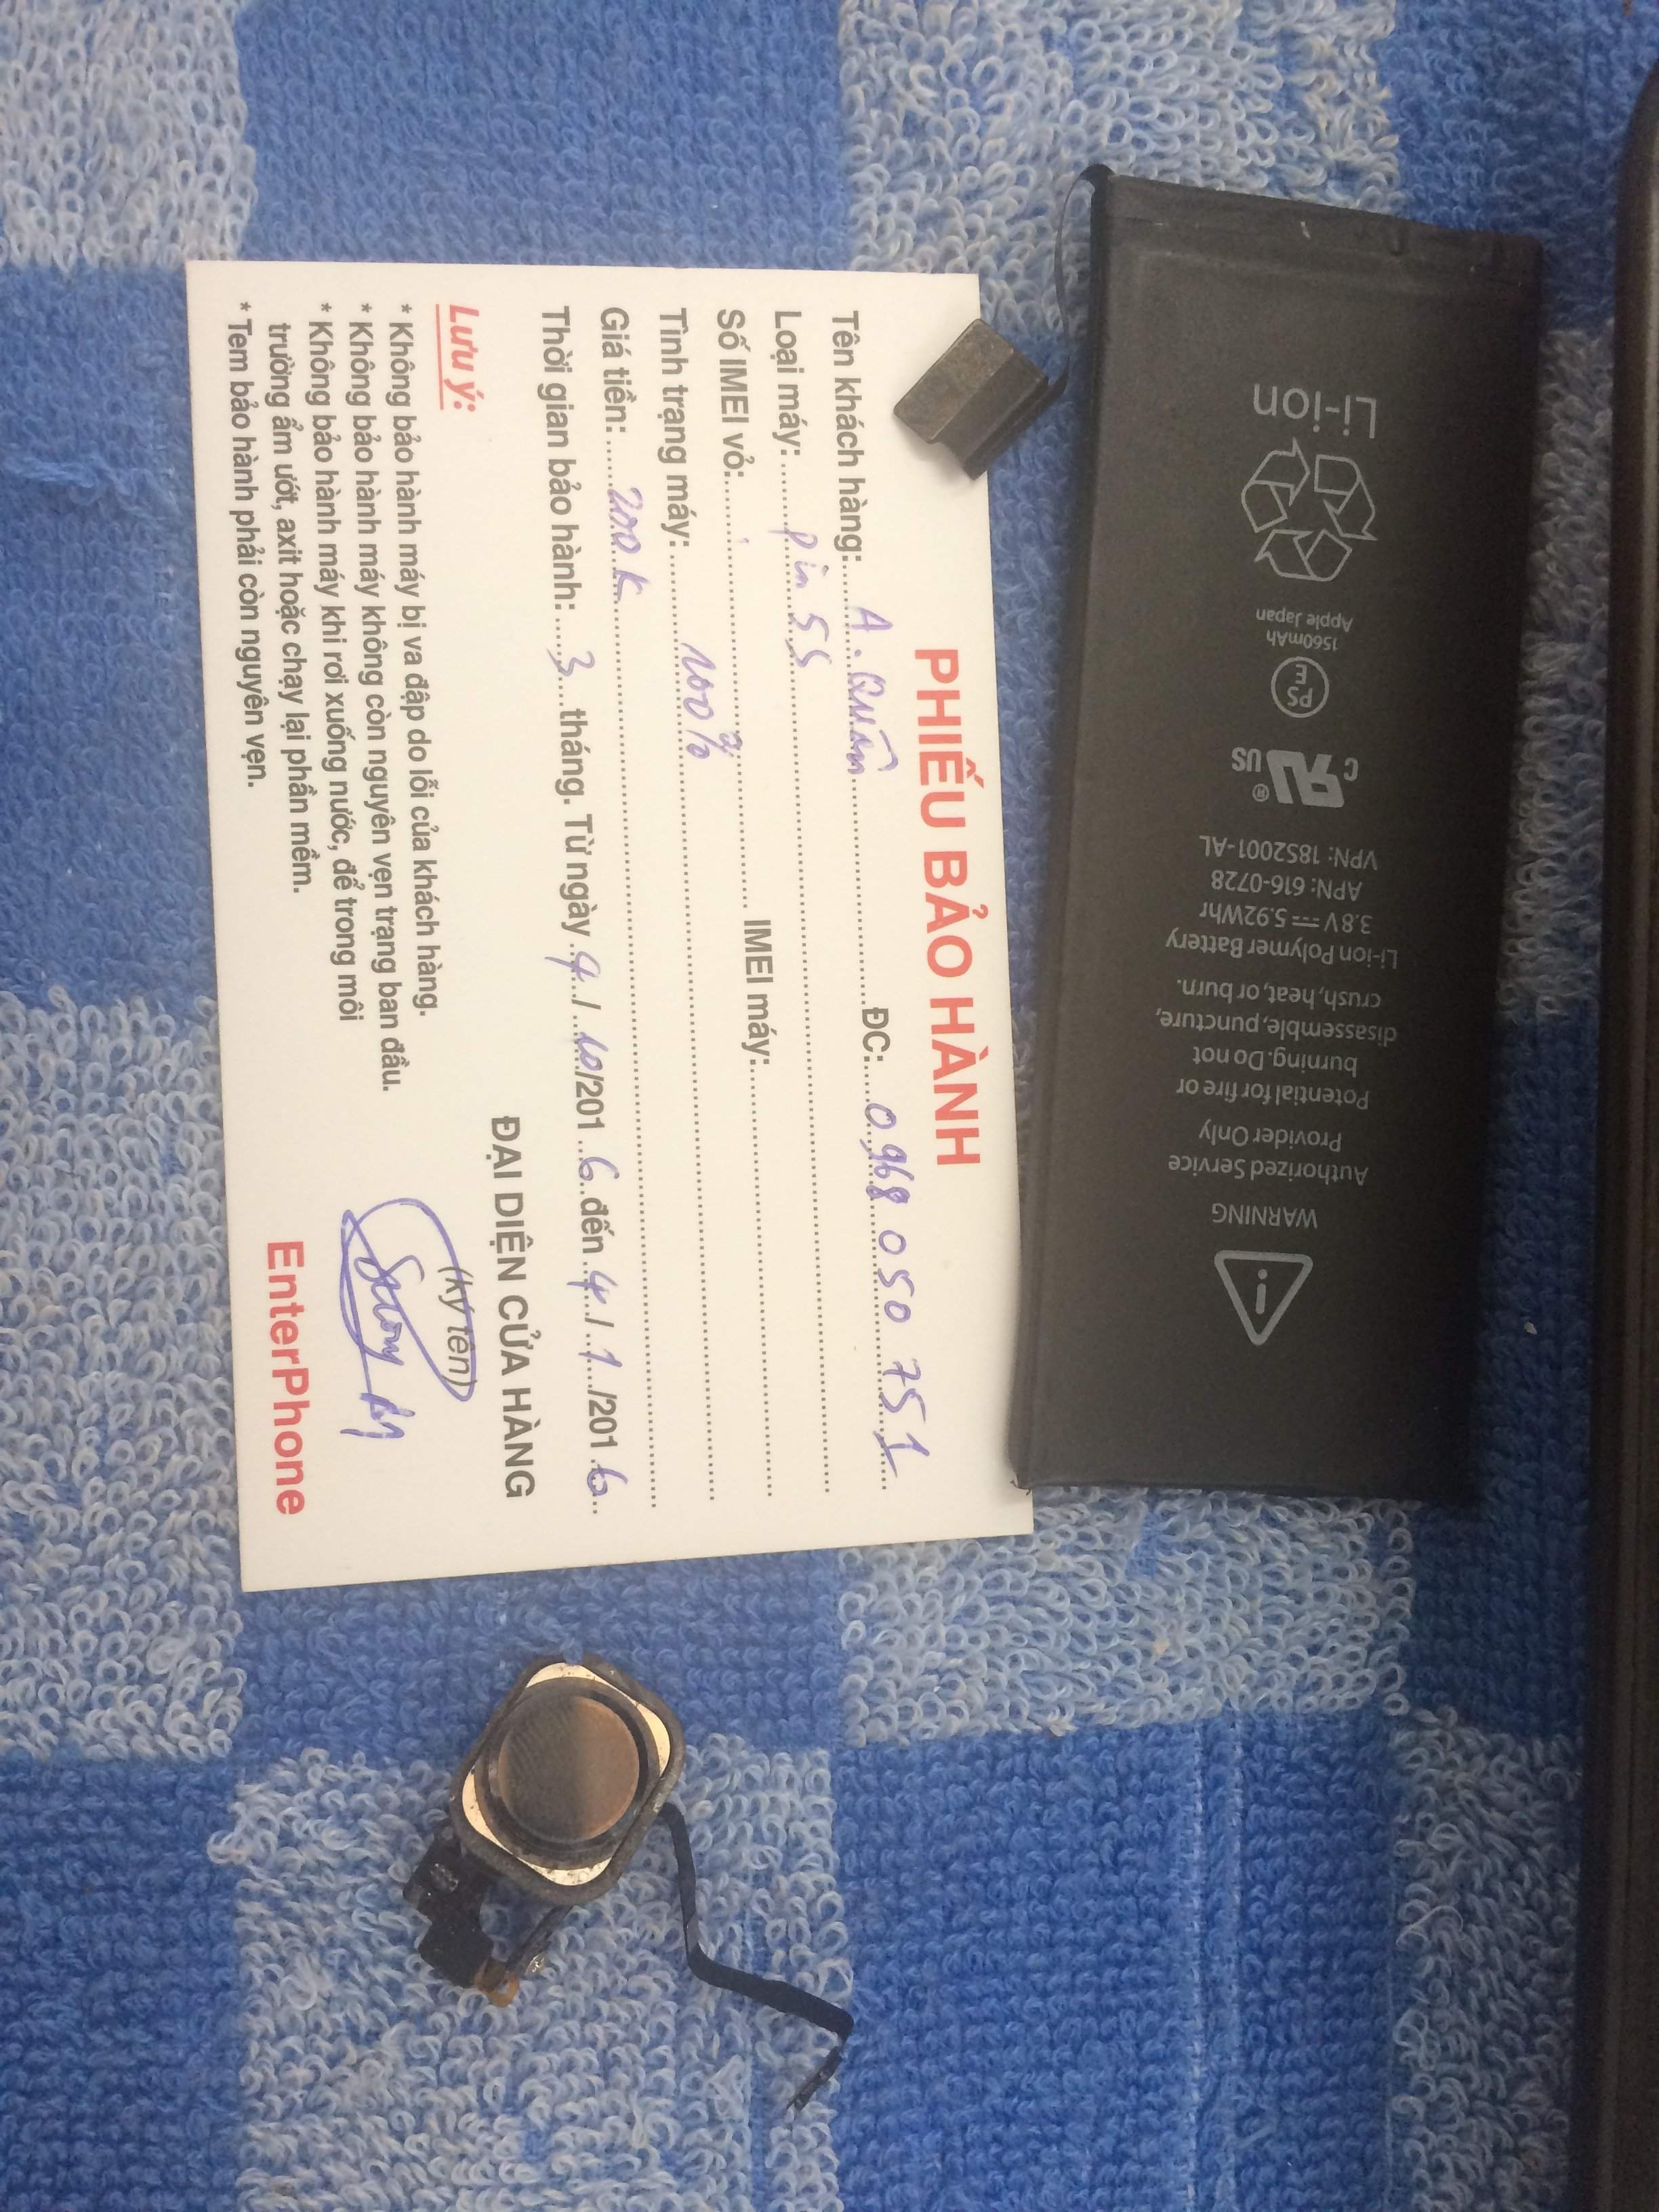 PHIẾU BẢO HÀNH
Tên khách hàng: A. Quân ĐC: 0968 050 751
Loại máy: pin 5S
Số IMEI vỏ: IMEI máy:
Tình trạng máy: 100%
Giá tiền: 200k
Thời gian bảo hành: 3 tháng. Từ ngày 4/10/2016 đến 4/1/2016
ĐẠI DIỆN CỬA HÀNG
(ký tên)
Lưu ý:
* Không bảo hành máy bị va đập do lỗi của khách hàng.
* Không bảo hành máy không còn nguyên vẹn trạng ban đầu.
* Không bảo hành máy khi rơi xuống nước, để trong môi
trường ẩm ướt, axit hoặc chạy lại phần mềm.
* Tem bảo hành phải còn nguyên vẹn.
EnterPhone
WARNING
Authorized Service
Provider Only
Potential for fire or
burning. Do not
disassemble, puncture,
crush, heat, or burn.
Li-ion Polymer Battery
3.8V 5.92Whr
APN: 616-0728
VPN: 1852001-AL
c RU® US
PS E
1560mAh
Apple Japan
Li-ion